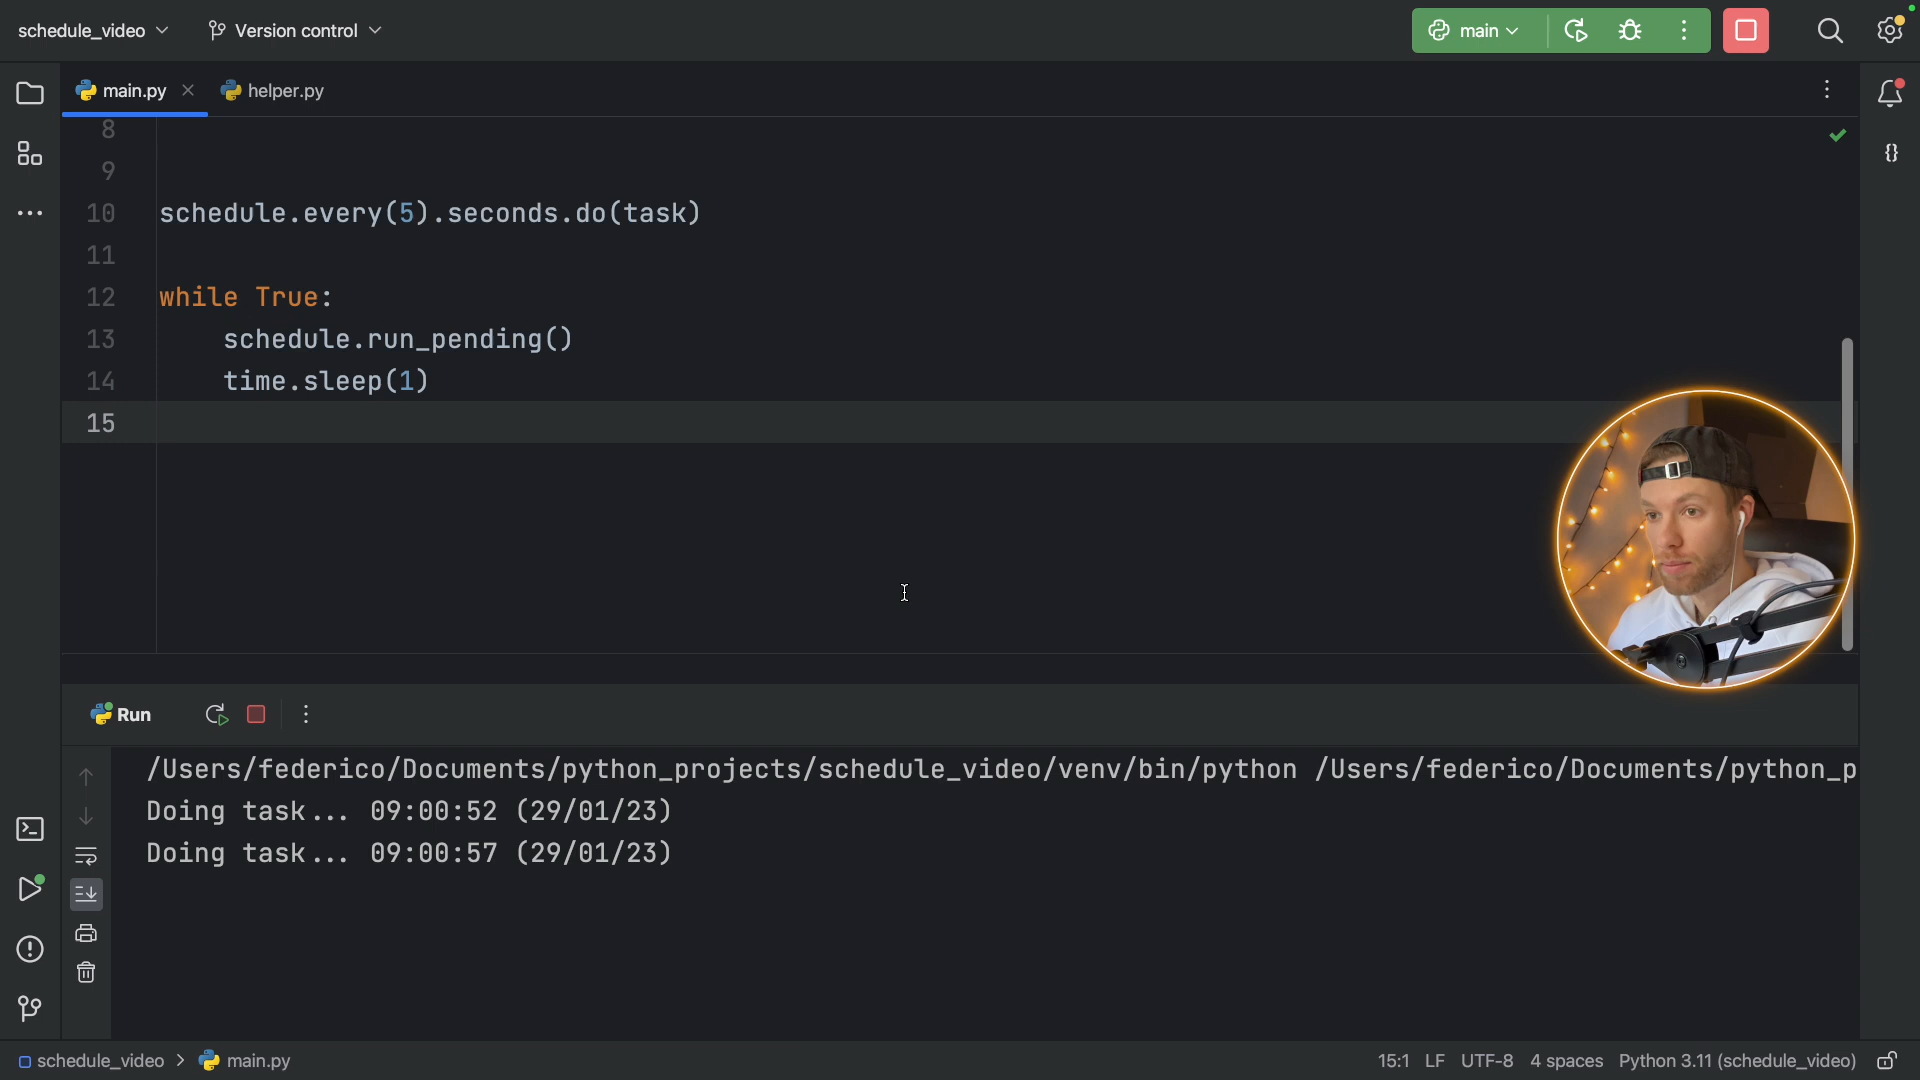 schedule_video
Version control
main
main.py
helper.py
8
9
10 schedule.every(5).seconds.do(task)
11
12 while True:
13 schedule.run_pending()
14 time.sleep(1)
15
Run
/Users/federico/Documents/python_projects/schedule_video/venv/bin/python /Users/federico/Documents/python_p
Doing task... 09:00:52 (29/01/23)
Doing task... 09:00:57 (29/01/23)
schedule_video > main.py
15:1 LF UTF-8 4 spaces Python 3.11 (schedule_video)